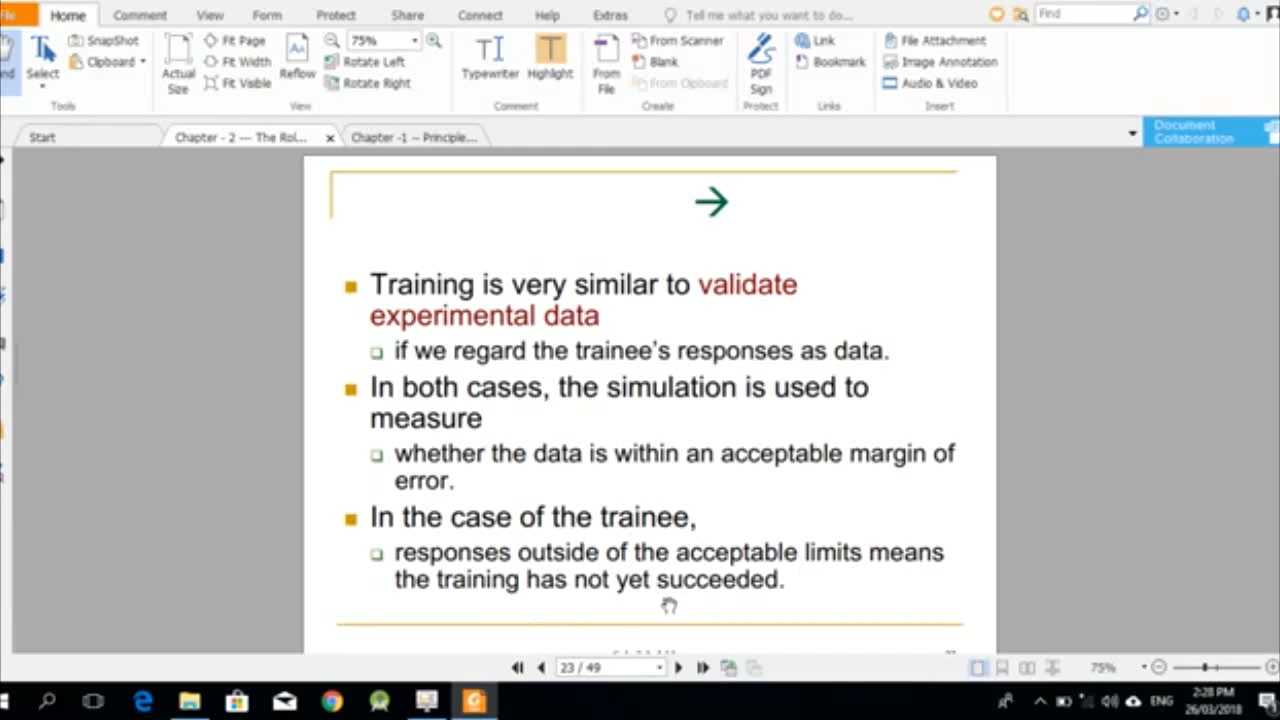 File Home Comment View Form Protect Share Connect Help Extras Tell me what you want to do... Find
SnapShot Fit Page 75% From Scanner Link File Attachment
Select Clipboard Actual Size Fit Width Reflow Rotate Left Typewriter Highlight From File Blank PDF Sign Bookmark Image Annotation
Fit Visible Rotate Right From Clipboard Audio & Video
Tools View Comment Create Protect Links Insert
Start Chapter - 2 --- The Rol... x Chapter -1 -- Principle... Document
Collaboration
Training is very similar to validate
experimental data
if we regard the trainee's responses as data.
In both cases, the simulation is used to
measure
whether the data is within an acceptable margin of
error.
In the case of the trainee,
responses outside of the acceptable limits means
the training has not yet succeeded.
23 / 49 75%
ENG 2:28 PM
26/03/2018